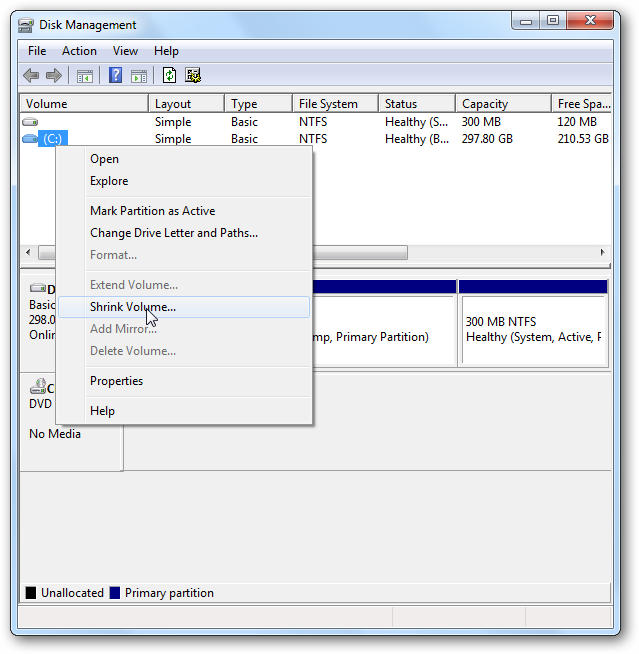 Disk Management
File Action View Help
Volume Layout Type File System Status Capacity Free Spa...
Simple Basic NTFS Healthy (S... 300 MB 120 MB
(C:) Simple Basic NTFS Healthy (B... 297.80 GB 210.53 GB
Open
Explore
Mark Partition as Active
Change Drive Letter and Paths...
Format...
Extend Volume...
Shrink Volume...
Add Mirror...
Delete Volume...
Properties
Help
D
Basic
298.0
Onlin
mp, Primary Partition)
300 MB NTFS
Healthy (System, Active, P
C
DVD
No Media
Unallocated Primary partition